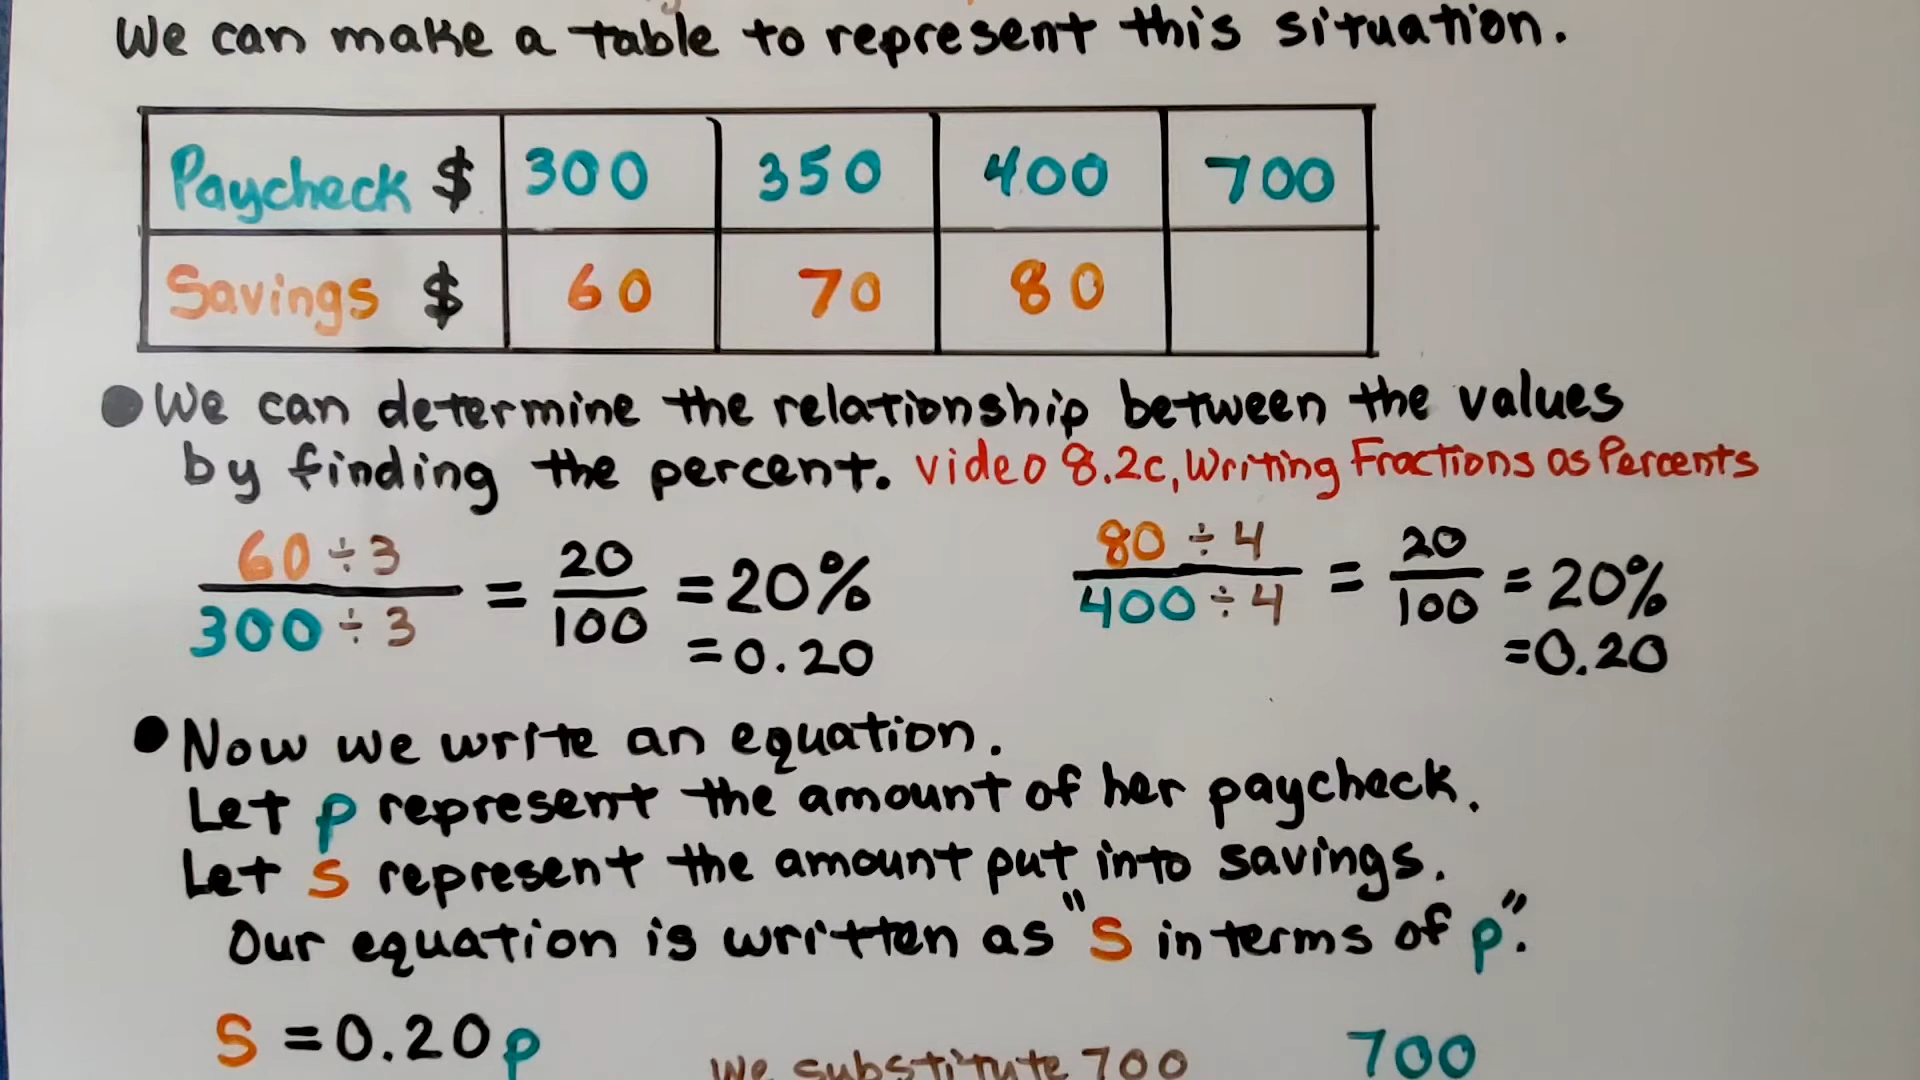 We can make a table to represent this situation.
Paycheck $ 300 350 400 700
Savings $ 60 70 80
We can determine the relationship between the values
by finding the percent. video 8.2c, Writing Fractions as Percents
60 ÷ 3 / 300 ÷ 3 = 20 / 100 = 20%
= 0.20
80 ÷ 4 / 400 ÷ 4 = 20 / 100 = 20%
= 0.20
Now we write an equation.
Let p represent the amount of her paycheck.
Let s represent the amount put into savings.
Our equation is written as "s in terms of p".
s = 0.20p
we substitute 700
700